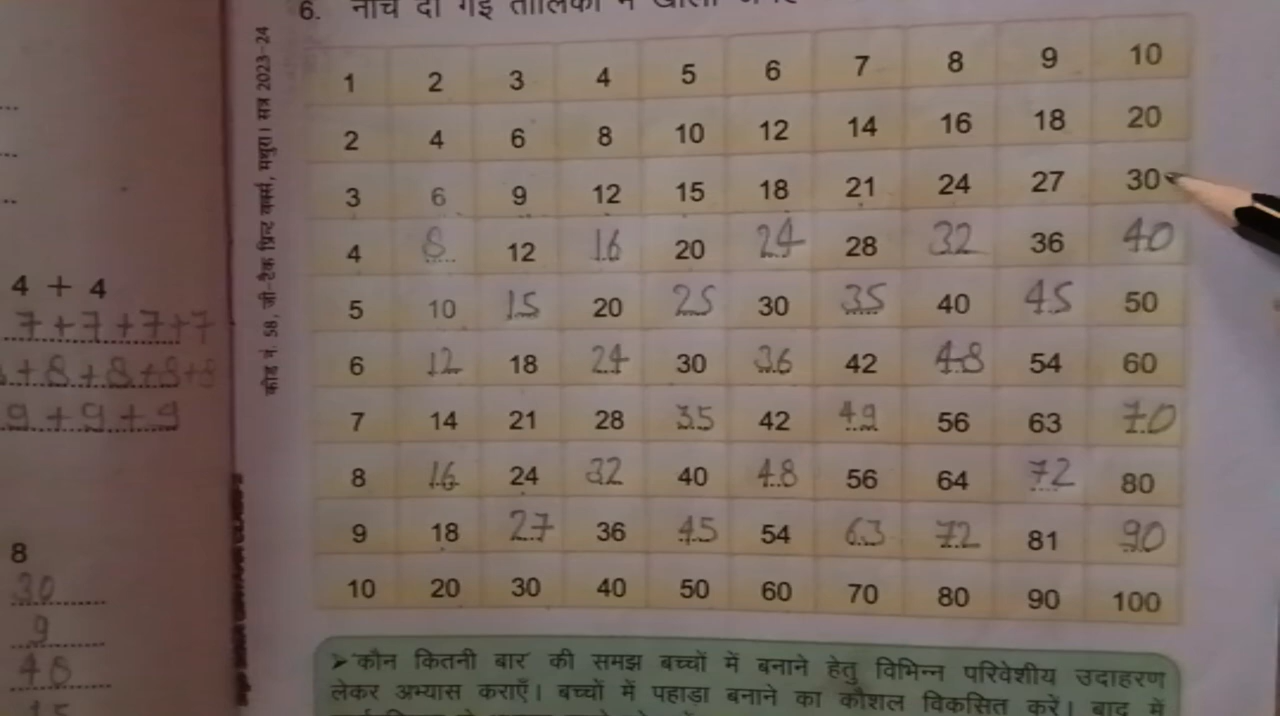 6. नीचे दी गई तालिका में खाली
1 2 3 4 5 6 7 8 9 10
2 4 6 8 10 12 14 16 18 20
3 6 9 12 15 18 21 24 27 30
4 8 12 16 20 24 28 32 36 40
5 10 15 20 25 30 35 40 45 50
6 12 18 24 30 36 42 48 54 60
7 14 21 28 35 42 49 56 63 70
8 16 24 32 40 48 56 64 72 80
9 18 27 36 45 54 63 72 81 90
10 20 30 40 50 60 70 80 90 100
➤ कौन कितनी बार की समझ बच्चों में बनाने हेतु विभिन्न परिवेशीय उदाहरण
लेकर अभ्यास कराएँ। बच्चों में पहाड़ा बनाने का कौशल विकसित करें। बाद में
कोड नं. 58, जी-टैक प्रिन्ट वर्क्स, मथुरा। सत्र 2023-24
4 + 4
7+7+7+7
+8+8+8+8
9+9+9
8
30
9
48
15